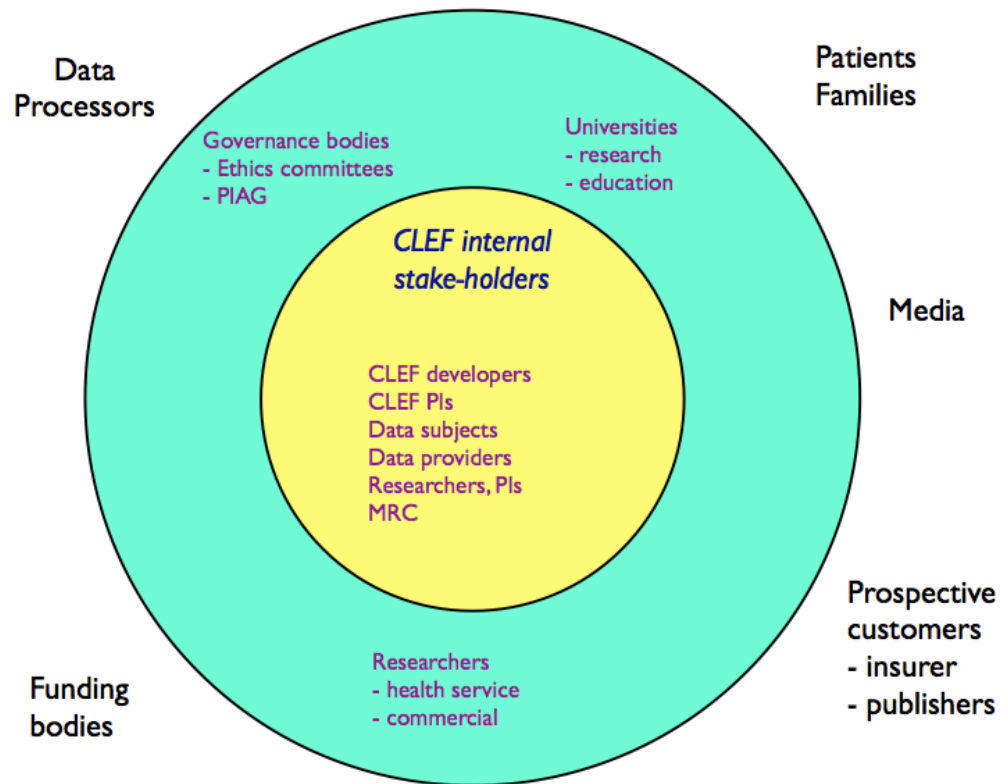 Data
Processors
Patients
Families
Governance bodies
- Ethics committees
- PIAG
Universities
- research
- education
CLEF internal
stake-holders
Media
CLEF developers
CLEF PIs
Data subjects
Data providers
Researchers, PIs
MRC
Prospective
customers
- insurer
- publishers
Researchers
- health service
- commercial
Funding
bodies